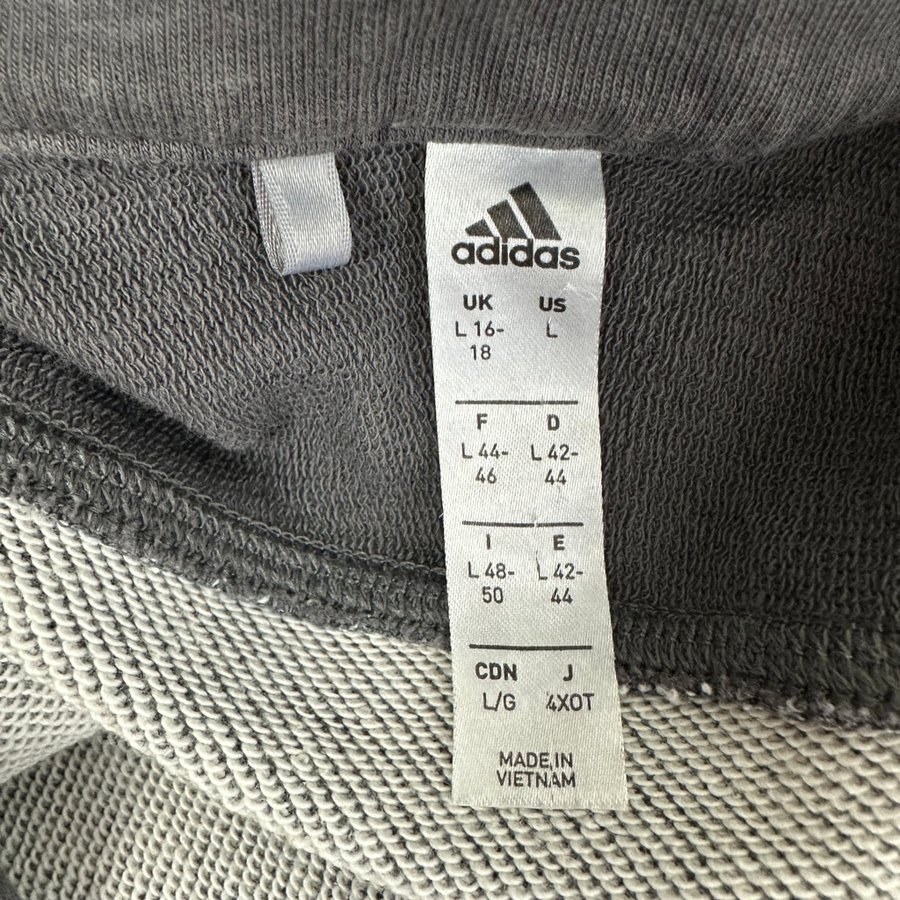 adidas
UK US
L 16-18 L
F D
L 44-46 L 42-44
I E
L 48-50 L 42-44
CDN J
L/G 4XOT
MADE IN
VIETNAM